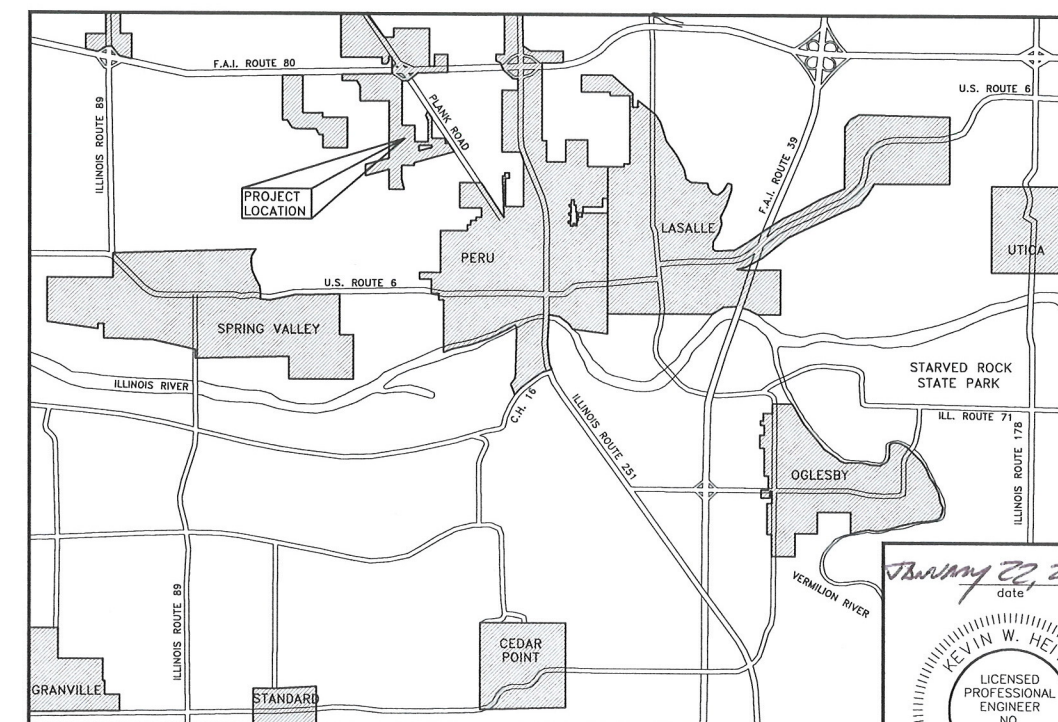 F.A.I. ROUTE 80
U.S. ROUTE 6
ILLINOIS ROUTE 89
PLANK ROAD
F.A.I. ROUTE 39
PROJECT
LOCATION
LASALLE
UTICA
PERU
U.S. ROUTE 6
SPRING VALLEY
ILLINOIS RIVER
STARVED ROCK
STATE PARK
C.H. 16
ILLINOIS ROUTE 251
ILL. ROUTE 71
ILLINOIS ROUTE 178
OGLESBY
VERMILION RIVER
JANUARY 22,
date
ILLINOIS ROUTE 89
CEDAR
POINT
GRANVILLE
STANDARD
KEVIN W.
LICENSED
PROFESSIONAL
ENGINEER
NO.